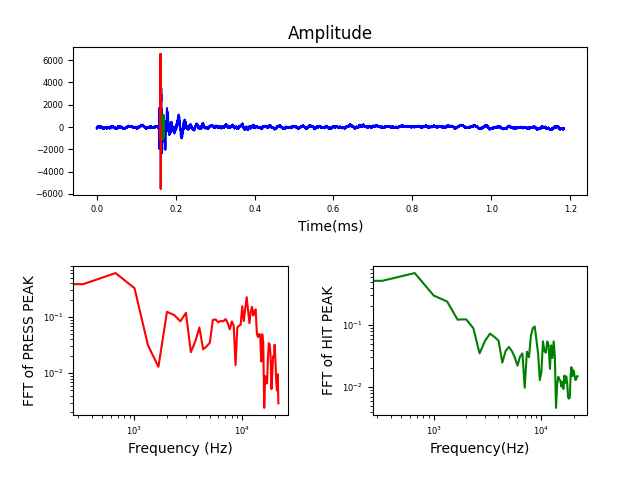 Amplitude
6000
4000
2000
0
−2000
−4000
−6000
0.0 0.2 0.4 0.6 0.8 1.0 1.2
Time(ms)
FFT of PRESS PEAK
10⁻¹
10⁻²
10³ 10⁴
Frequency (Hz)
FFT of HIT PEAK
10⁻¹
10⁻²
10³ 10⁴
Frequency(Hz)